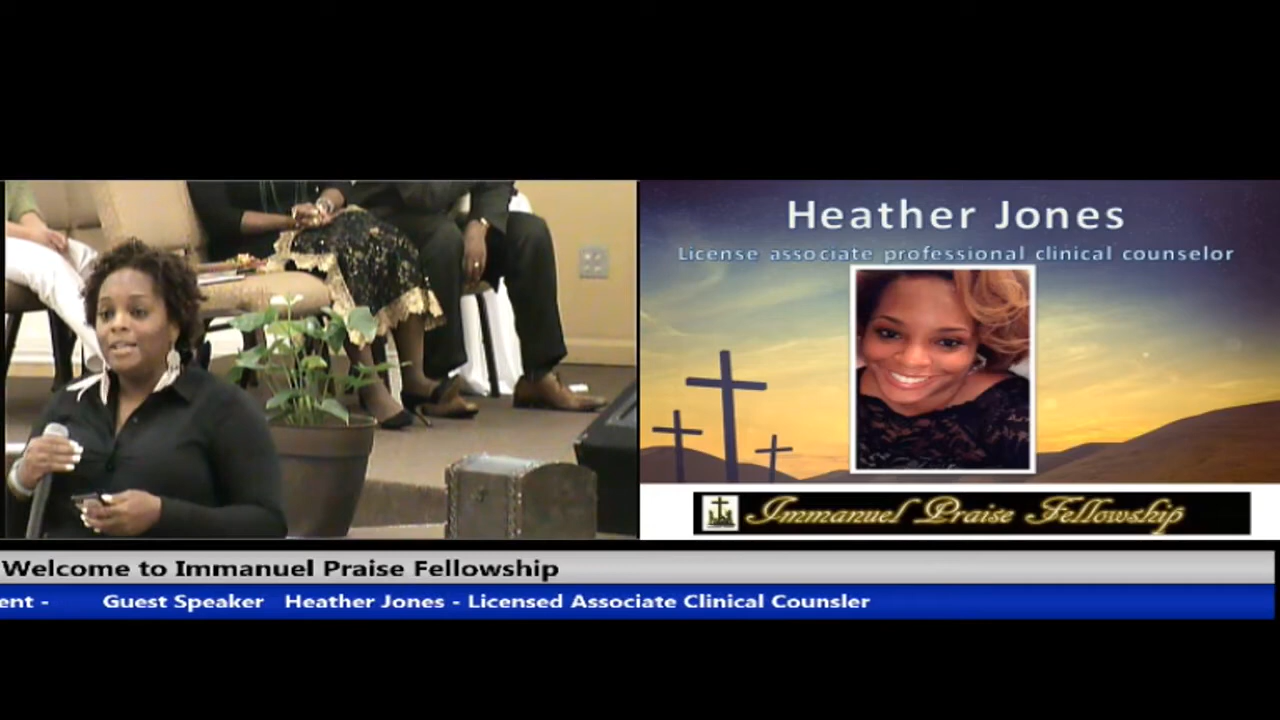 Heather Jones
License associate professional clinical counselor
Immanuel Praise Fellowship
Welcome to Immanuel Praise Fellowship
ent - Guest Speaker Heather Jones - Licensed Associate Clinical Counsler